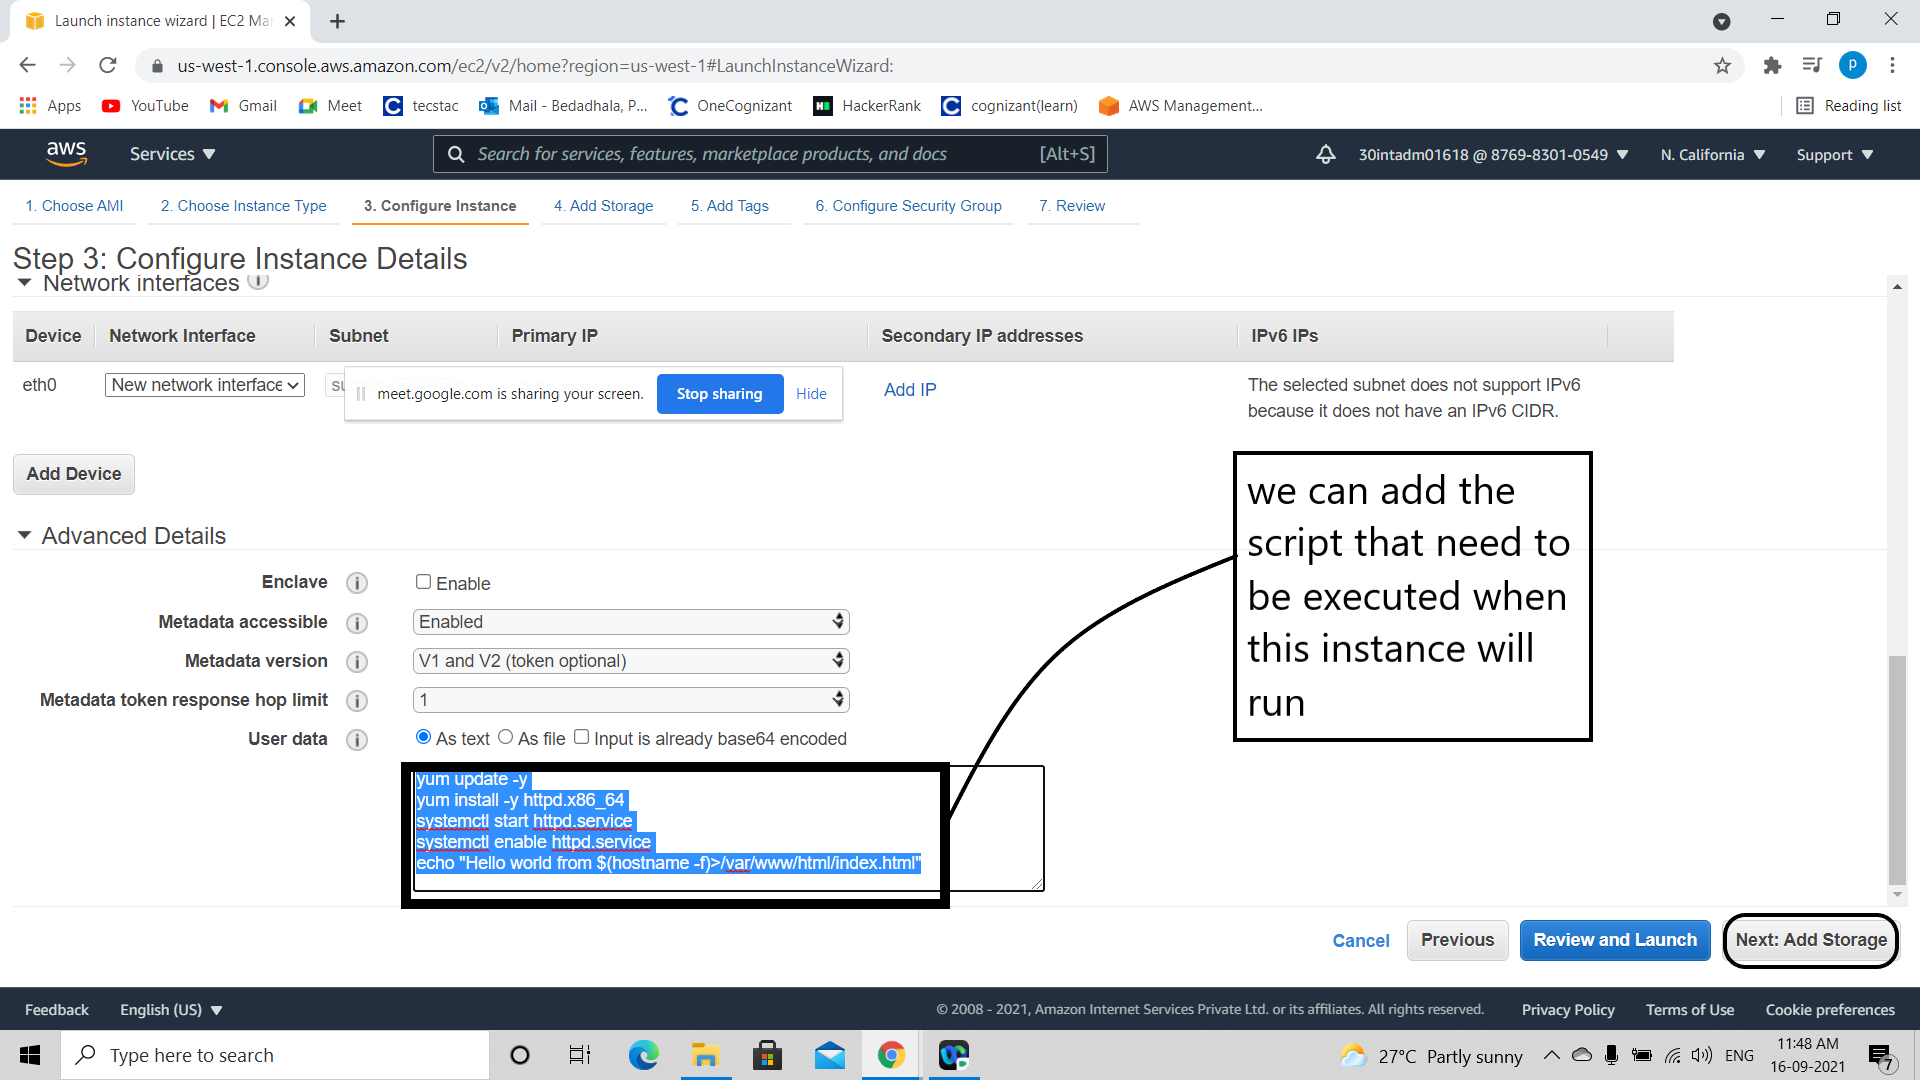 Launch instance wizard | EC2 Mar
us-west-1.console.aws.amazon.com/ec2/v2/home?region=us-west-1#LaunchInstanceWizard:
P
Apps YouTube Gmail Meet tecstac Mail - Bedadhala, P... OneCognizant HackerRank cognizant(learn) AWS Management... Reading list
aws Services Search for services, features, marketplace products, and docs [Alt+S] 30intadm01618 @ 8769-8301-0549 N. California Support
1. Choose AMI 2. Choose Instance Type 3. Configure Instance 4. Add Storage 5. Add Tags 6. Configure Security Group 7. Review
Step 3: Configure Instance Details
Network interfaces
Device Network Interface Subnet Primary IP Secondary IP addresses IPv6 IPs
eth0 New network interface Add IP The selected subnet does not support IPv6
because it does not have an IPv6 CIDR.
meet.google.com is sharing your screen. Stop sharing Hide
Add Device
we can add the
script that need to
be executed when
this instance will
run
Advanced Details
Enclave Enable
Metadata accessible Enabled
Metadata version V1 and V2 (token optional)
Metadata token response hop limit 1
User data As text As file Input is already base64 encoded
yum update -y
yum install -y httpd.x86_64
systemctl start httpd.service
systemctl enable httpd.service
echo "Hello world from $(hostname -f)>/var/www/html/index.html"
Cancel Previous Review and Launch Next: Add Storage
Feedback English (US) © 2008 - 2021, Amazon Internet Services Private Ltd. or its affiliates. All rights reserved. Privacy Policy Terms of Use Cookie preferences
Type here to search 27°C Partly sunny ENG 11:48 AM
16-09-2021 7